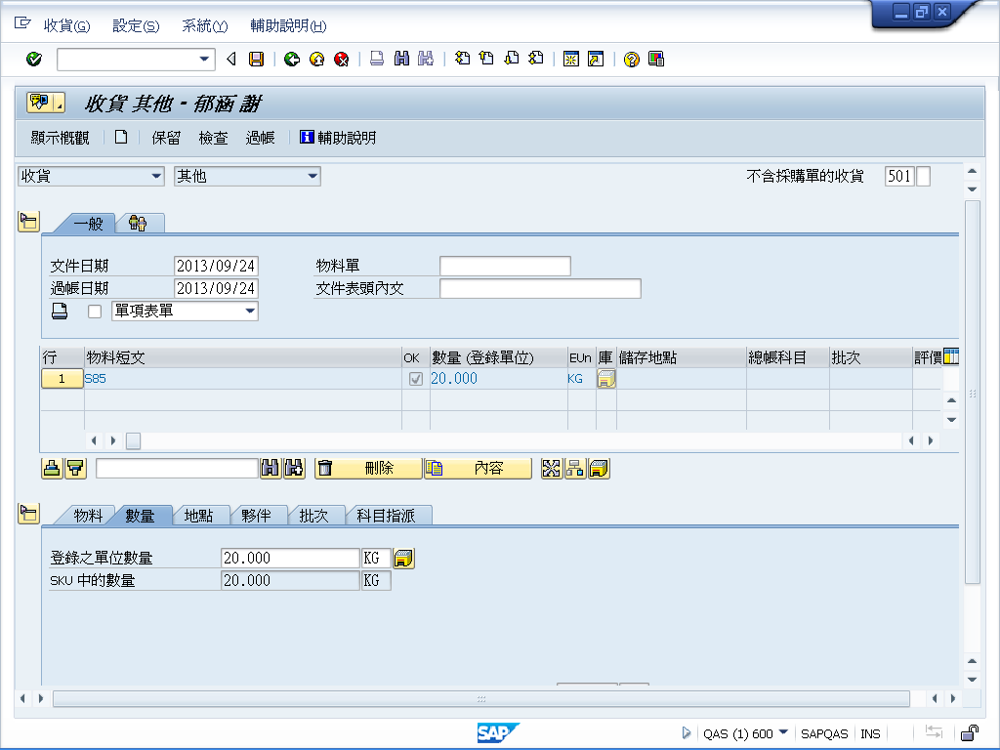 收貨(G) 設定(S) 系統(Y) 輔助說明(H)
收貨 其他 - 郁涵 謝
顯示概觀 保留 檢查 過帳 輔助說明
收貨 其他 不含採購單的收貨 501
一般
文件日期 2013/09/24 物料單
過帳日期 2013/09/24 文件表頭內文
單項表單
行 物料短文 OK 數量 (登錄單位) EUn 庫 儲存地點 總帳科目 批次 評價
1 S85 20.000 KG
刪除 內容
物料 數量 地點 夥伴 批次 科目指派
登錄之單位數量 20.000 KG
SKU 中的數量 20.000 KG
SAP QAS (1) 600 SAPQAS INS